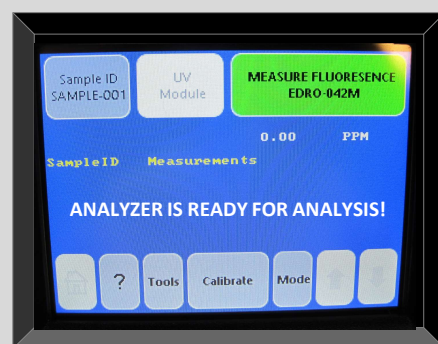 Sample ID
SAMPLE-001
UV
Module
MEASURE FLUORESENCE
EDRO-042M
0.00 PPM
SampleID Measurements
ANALYZER IS READY FOR ANALYSIS!
?
Tools
Calibrate
Mode